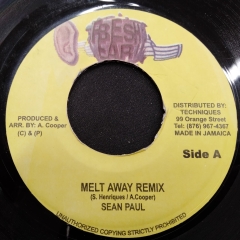 FRESH
EAR
PRODUCED &
ARR. BY: A. Cooper
(C) & (P)
DISTRIBUTED BY:
TECHNIQUES
99 Orange Street
Tel: (876) 967-4367
MADE IN JAMAICA
Side A
MELT AWAY REMIX
(S. Henriques / A.Cooper)
SEAN PAUL
UNAUTHORIZED COPYING STRICTLY PROHIBITED